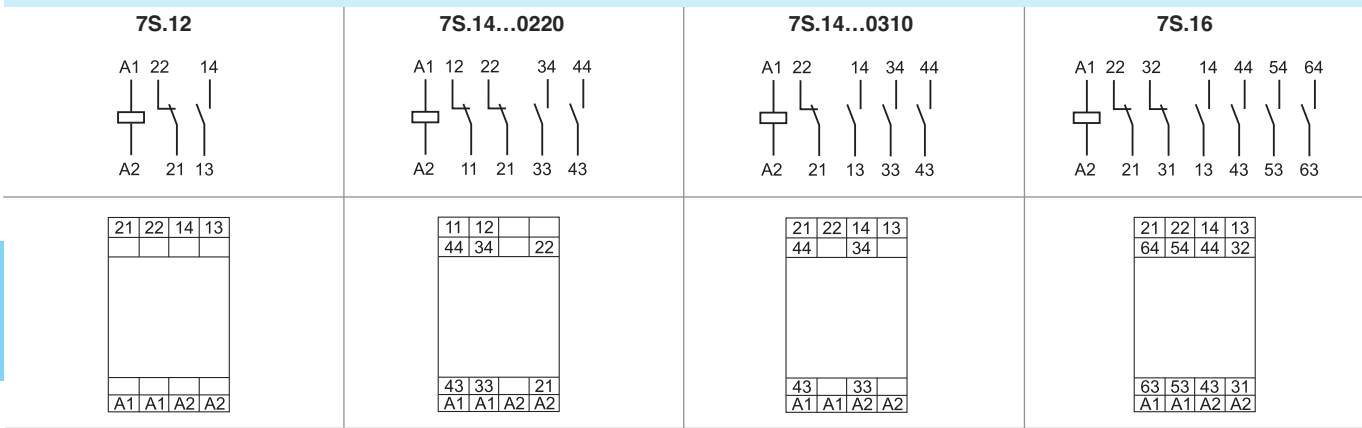 7S.12 7S.14...0220 7S.14...0310 7S.16
A1 22 14 A1 12 22 34 44 A1 22 14 34 44 A1 22 32 14 44 54 64
A2 21 13 A2 11 21 33 43 A2 21 13 33 43 A2 21 31 13 43 53 63
21 22 14 13 11 12 21 22 14 13 21 22 14 13
44 34 22 44 34 64 54 44 32
43 33 21 43 33 63 53 43 31
A1 A1 A2 A2 A1 A1 A2 A2 A1 A1 A2 A2 A1 A1 A2 A2